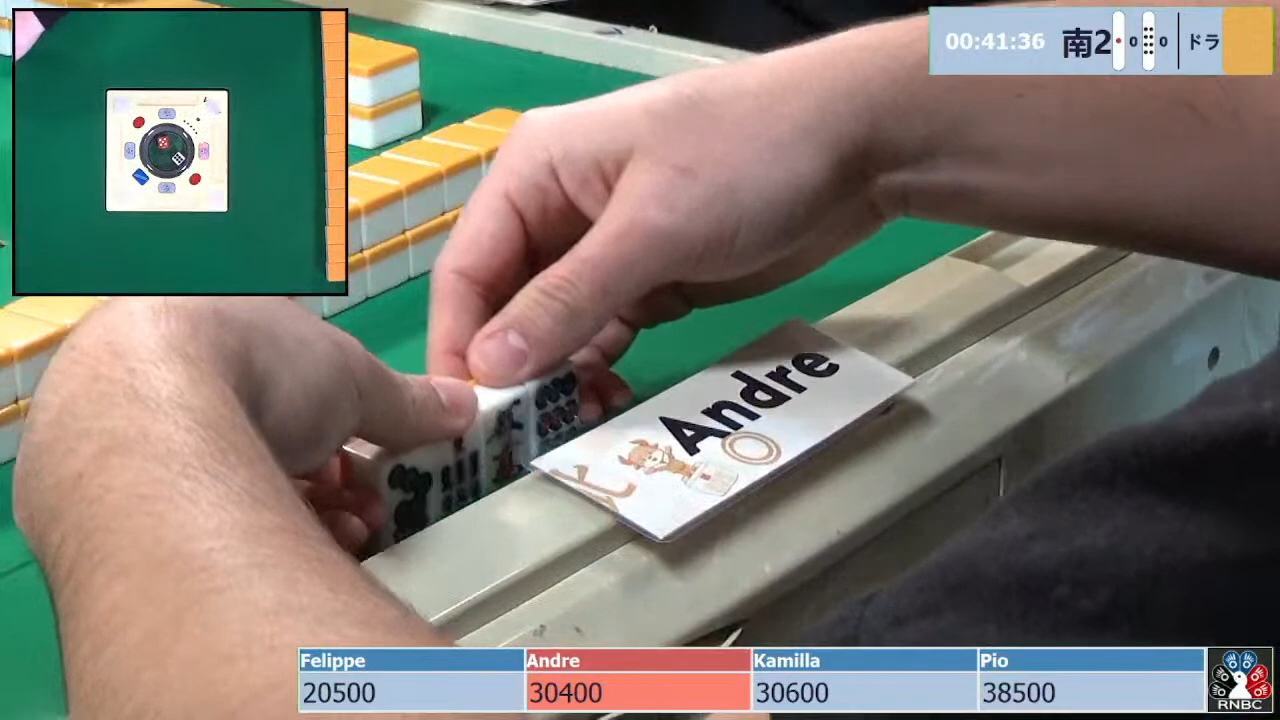 00:41:36 南2 0 0 ドラ
Andre
Felippe Andre Kamilla Pio
20500 30400 30600 38500
RNBC